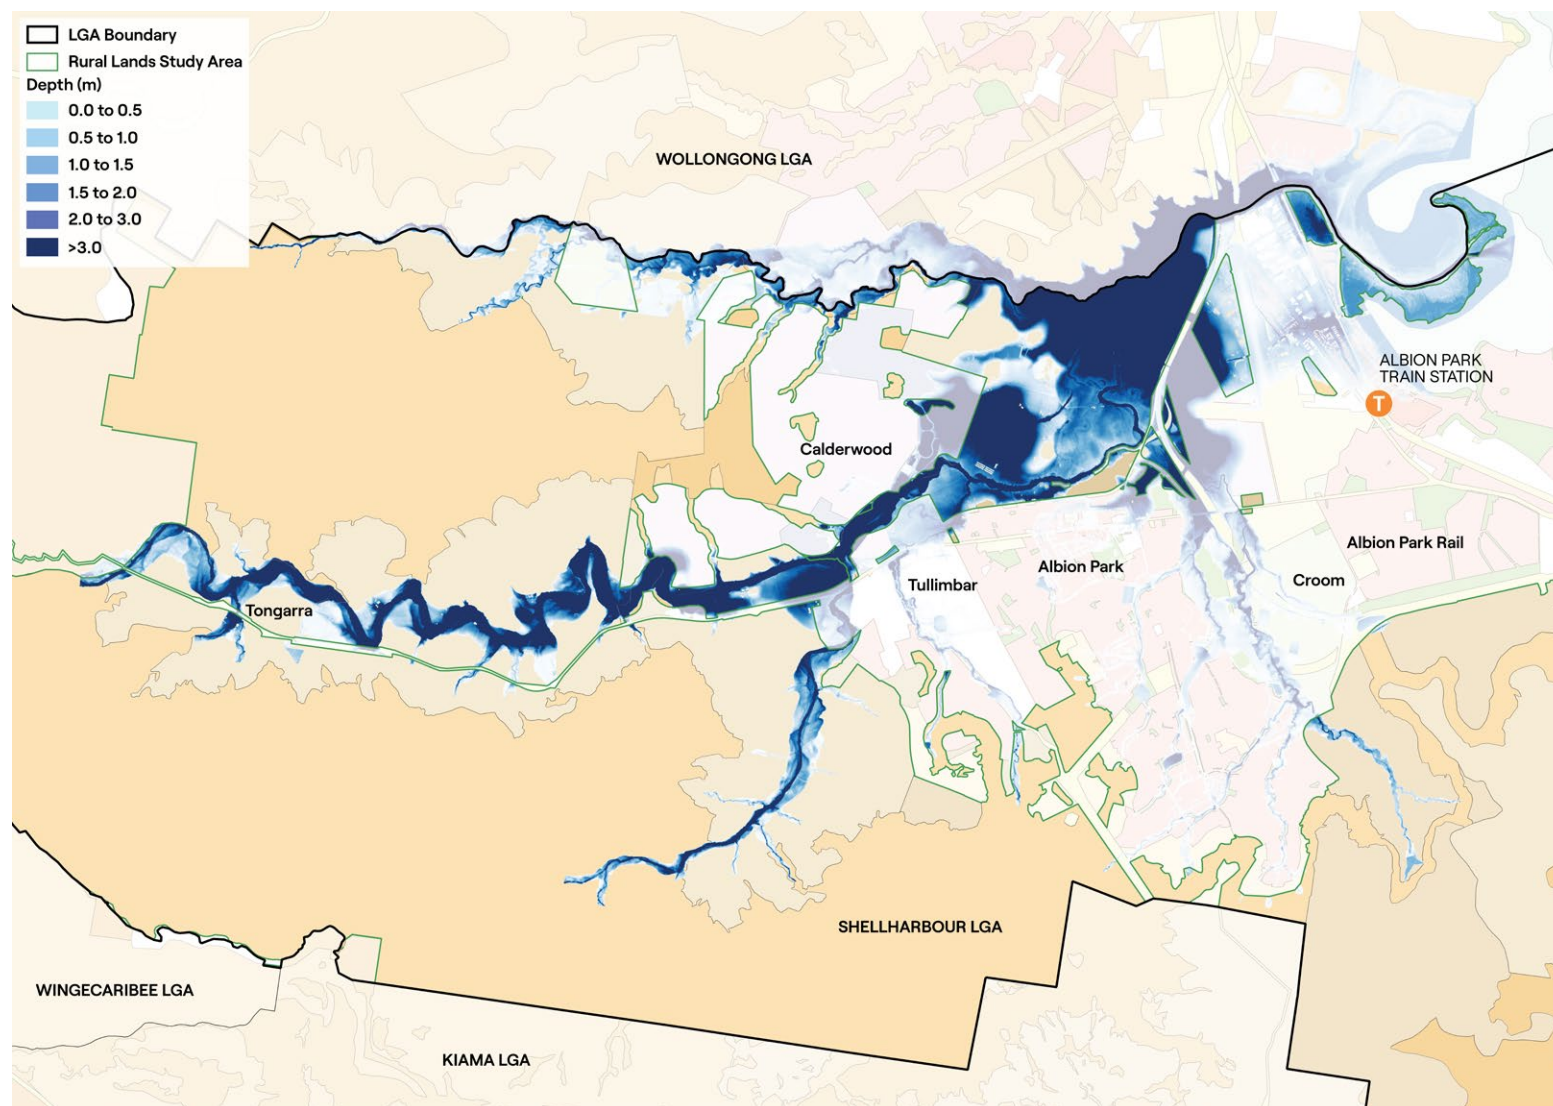 LGA Boundary
Rural Lands Study Area
Depth (m)
0.0 to 0.5
0.5 to 1.0
1.0 to 1.5
1.5 to 2.0
2.0 to 3.0
>3.0
WOLLONGONG LGA
ALBION PARK
TRAIN STATION
T
Calderwood
Albion Park Rail
Albion Park
Croom
Tullimbar
Tongarra
SHELLHARBOUR LGA
WINGECARIBEE LGA
KIAMA LGA